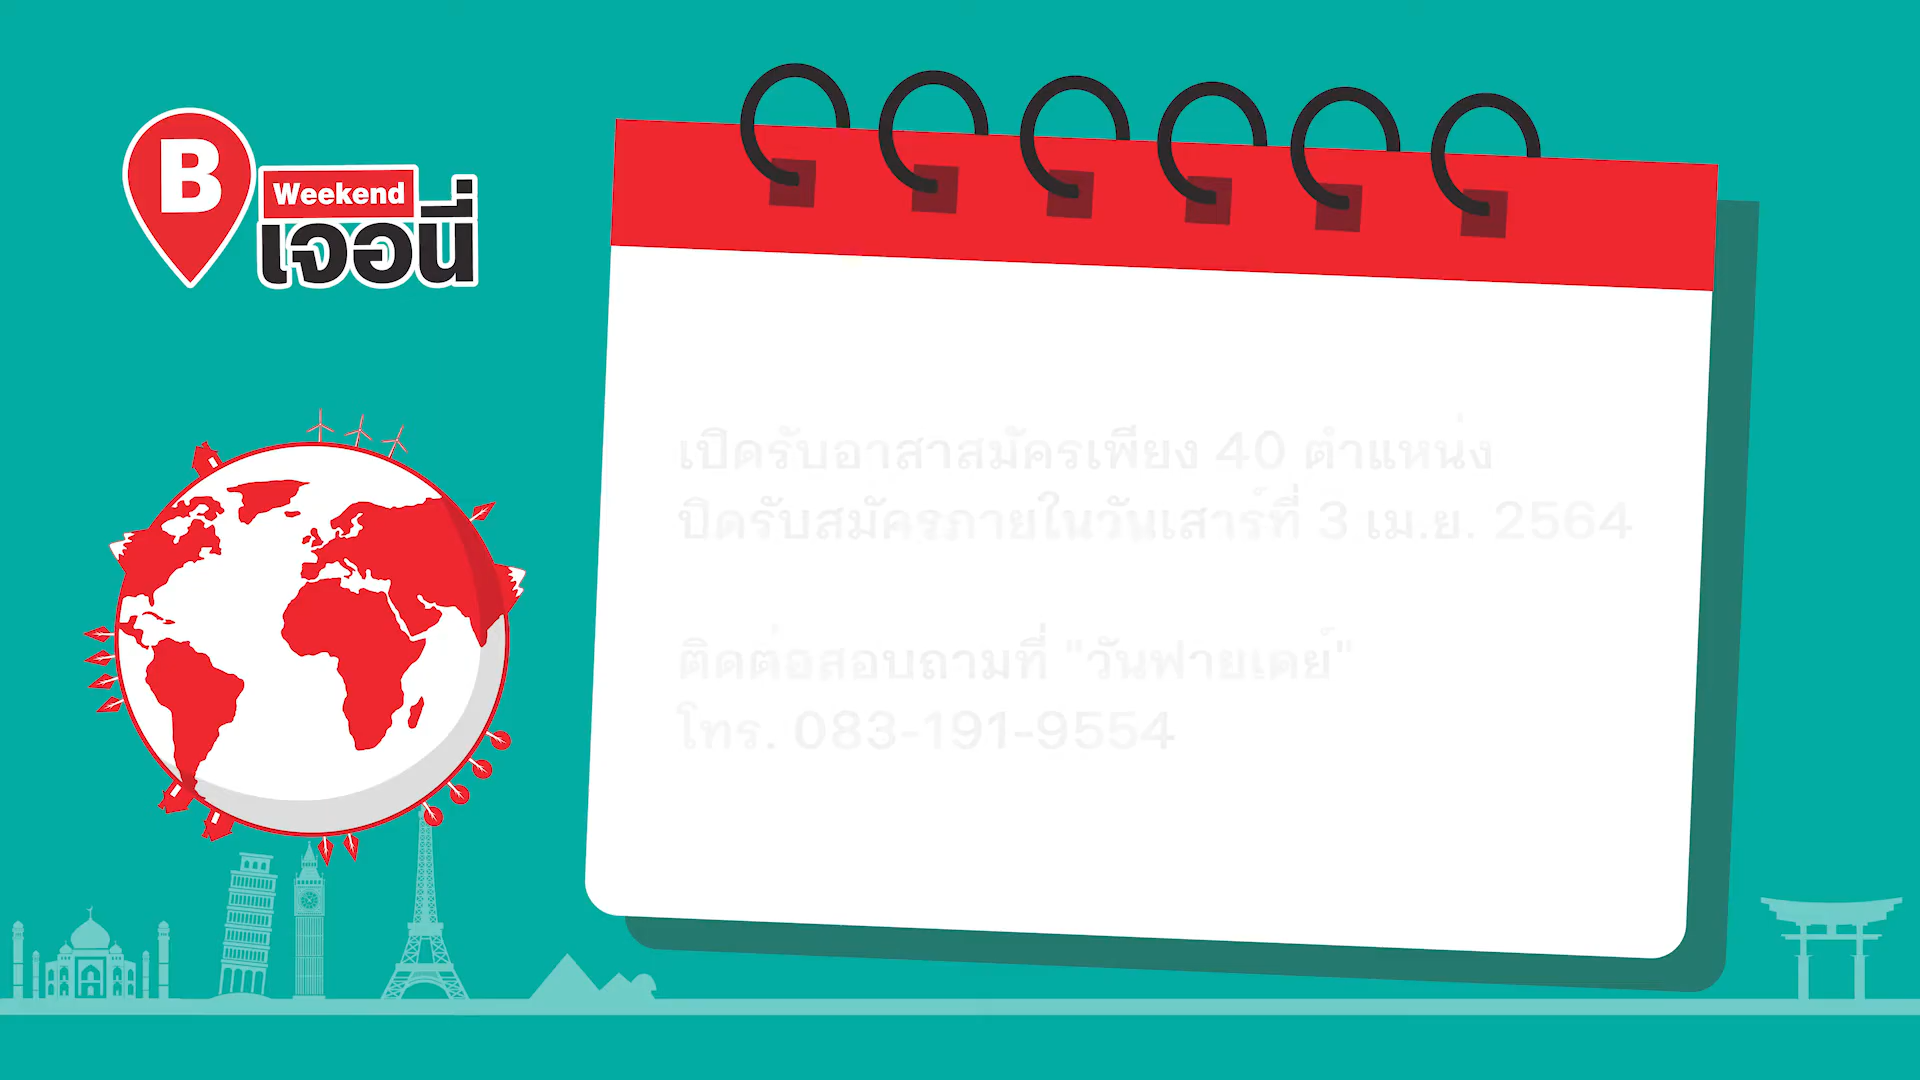 B
Weekend
เจอนี่
เปิดรับอาสาสมัครเพียง 40 ตำแหน่ง
ปิดรับสมัครภายในวันเสาร์ที่ 3 เม.ย. 2564
ติดต่อสอบถามที่ "วันฟายเดย์"
โทร. 083-191-9554